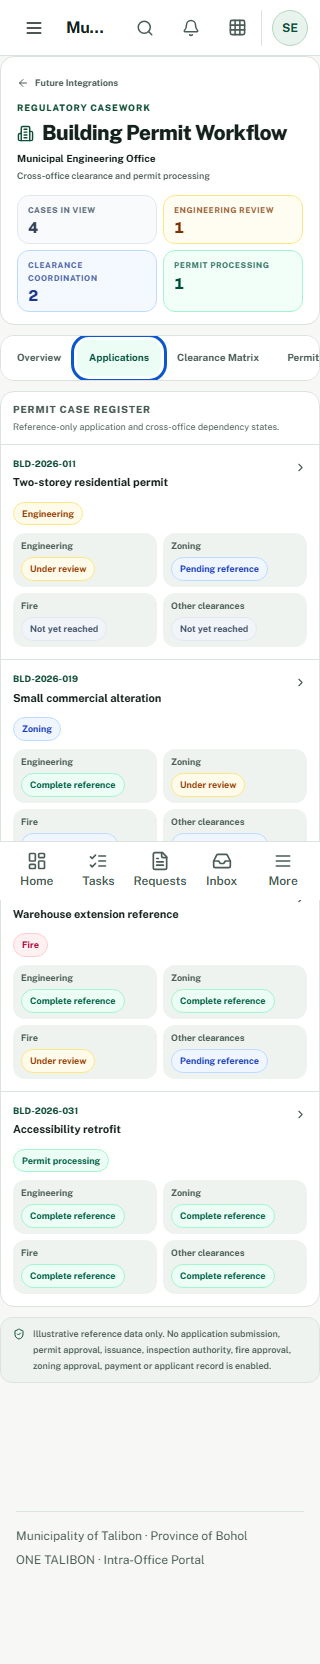 Mu...
SE
Future Integrations
REGULATORY CASEWORK
Building Permit Workflow
Municipal Engineering Office
Cross-office clearance and permit processing
CASES IN VIEW
4
ENGINEERING REVIEW
1
CLEARANCE
COORDINATION
2
PERMIT PROCESSING
1
Overview
Applications
Clearance Matrix
Permit
PERMIT CASE REGISTER
Reference-only application and cross-office dependency states.
BLD-2026-011
Two-storey residential permit
Engineering
Engineering
Under review
Zoning
Pending reference
Fire
Not yet reached
Other clearances
Not yet reached
BLD-2026-019
Small commercial alteration
Zoning
Engineering
Complete reference
Zoning
Under review
Fire
Other clearances
Home
Tasks
Requests
Inbox
More
Warehouse extension reference
Fire
Engineering
Complete reference
Zoning
Complete reference
Fire
Under review
Other clearances
Pending reference
BLD-2026-031
Accessibility retrofit
Permit processing
Engineering
Complete reference
Zoning
Complete reference
Fire
Complete reference
Other clearances
Complete reference
Illustrative reference data only. No application submission,
permit approval, issuance, inspection authority, fire approval,
zoning approval, payment or applicant record is enabled.
Municipality of Talibon · Province of Bohol
ONE TALIBON · Intra-Office Portal